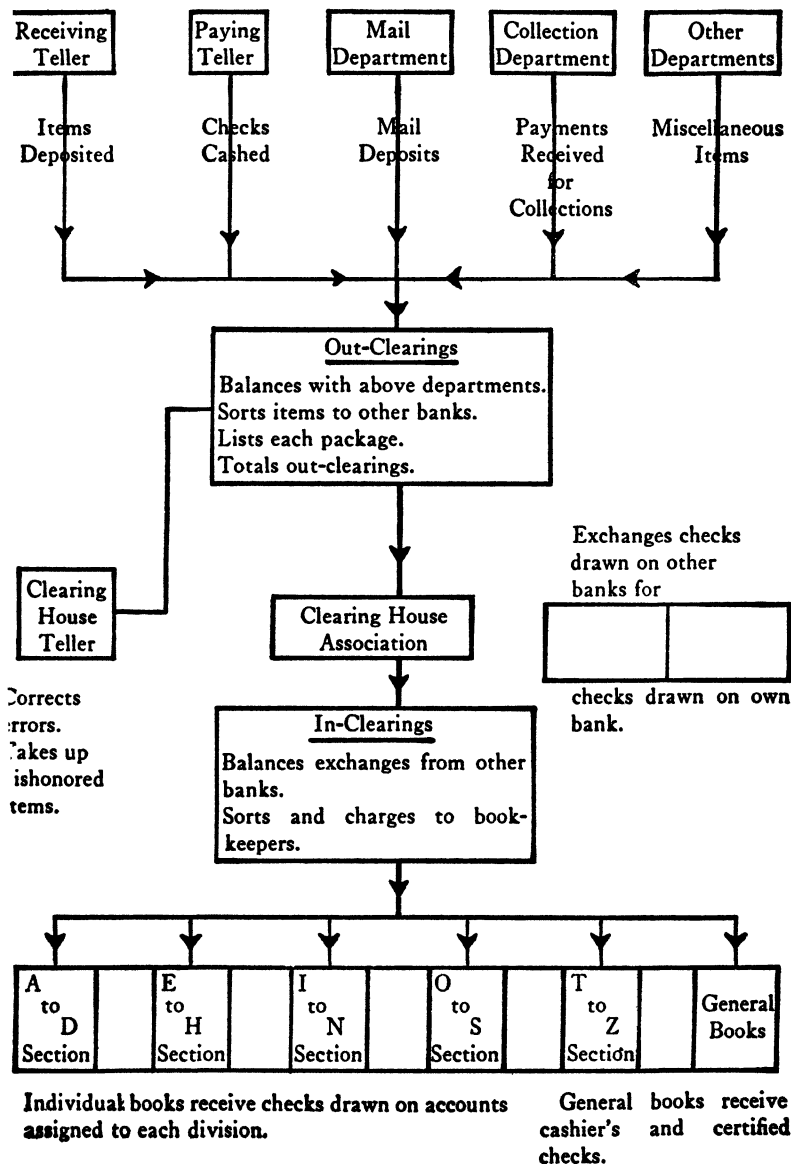 Receiving
Teller
Paying
Teller
Mail
Department
Collection
Department
Other
Departments
Items
Deposited
Checks
Cashed
Mail
Deposits
Payments
Received
for
Collections
Miscellaneous
Items
Out-Clearings
Balances with above departments.
Sorts items to other banks.
Lists each package.
Totals out-clearings.
Exchanges checks
drawn on other
banks for
checks drawn on own
bank.
Clearing
House
Teller
Clearing House
Association
Corrects
errors.
Takes up
ishonored
tems.
In-Clearings
Balances exchanges from other
banks.
Sorts and charges to book-
keepers.
A
to
D
Section
E
to
H
Section
I
to
N
Section
O
to
S
Section
T
to
Z
Section
General
Books
Individual books receive checks drawn on accounts
assigned to each division.
General books receive
cashier's and certified
checks.